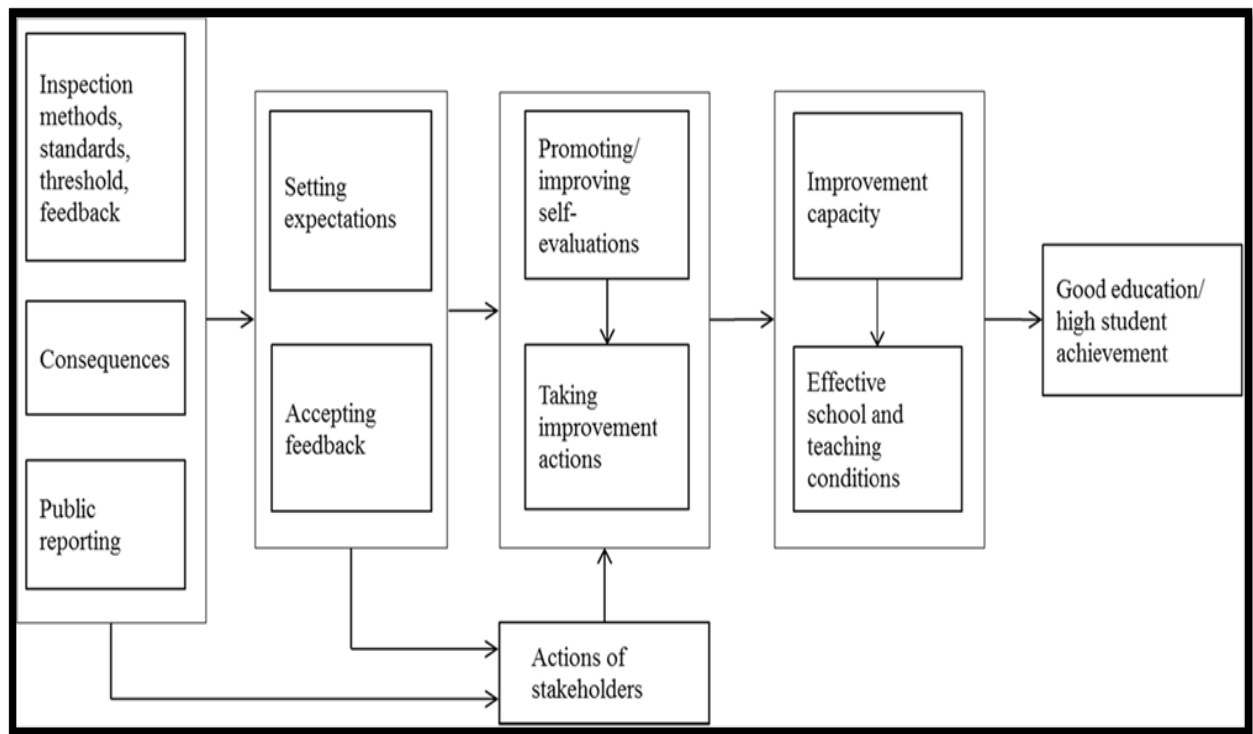 Inspection
methods,
standards,
threshold,
feedback
Consequences
Public
reporting
Setting
expectations
Accepting
feedback
Promoting/
improving
self-
evaluations
Taking
improvement
actions
Actions of
stakeholders
Improvement
capacity
Effective
school and
teaching
conditions
Good education/
high student
achievement